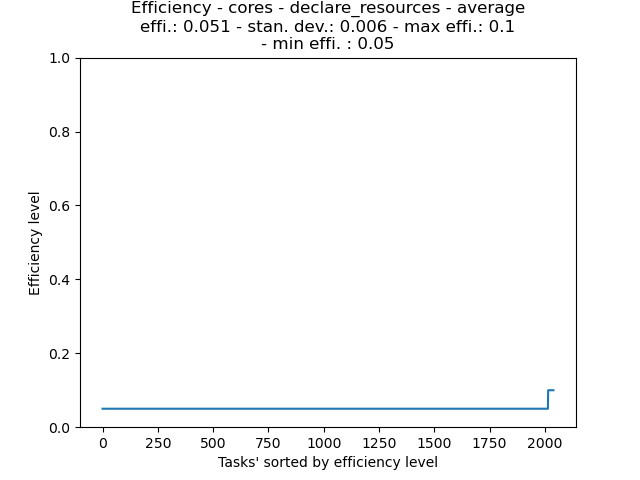 Efficiency - cores - declare_resources - average
effi.: 0.051 - stan. dev.: 0.006 - max effi.: 0.1
- min effi. : 0.05
1.0
0.8
0.6
0.4
0.2
0.0
Efficiency level
0 250 500 750 1000 1250 1500 1750 2000
Tasks' sorted by efficiency level